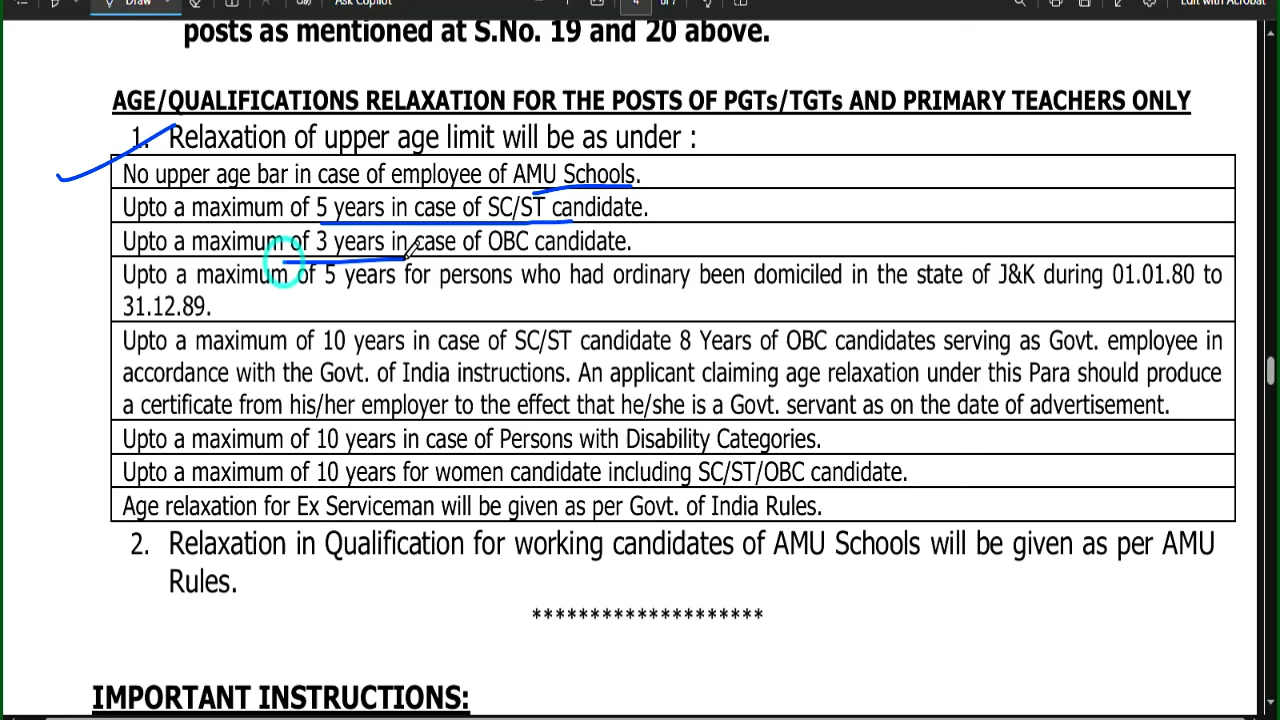 Draw
Ask Copilot
4
of 7
Edit with Acrobat
posts as mentioned at S.No. 19 and 20 above.
AGE/QUALIFICATIONS RELAXATION FOR THE POSTS OF PGTs/TGTs AND PRIMARY TEACHERS ONLY
1. Relaxation of upper age limit will be as under :
No upper age bar in case of employee of AMU Schools.
Upto a maximum of 5 years in case of SC/ST candidate.
Upto a maximum of 3 years in case of OBC candidate.
Upto a maximum of 5 years for persons who had ordinary been domiciled in the state of J&K during 01.01.80 to
31.12.89.
Upto a maximum of 10 years in case of SC/ST candidate 8 Years of OBC candidates serving as Govt. employee in
accordance with the Govt. of India instructions. An applicant claiming age relaxation under this Para should produce
a certificate from his/her employer to the effect that he/she is a Govt. servant as on the date of advertisement.
Upto a maximum of 10 years in case of Persons with Disability Categories.
Upto a maximum of 10 years for women candidate including SC/ST/OBC candidate.
Age relaxation for Ex Serviceman will be given as per Govt. of India Rules.
2. Relaxation in Qualification for working candidates of AMU Schools will be given as per AMU
Rules.
********************
IMPORTANT INSTRUCTIONS: